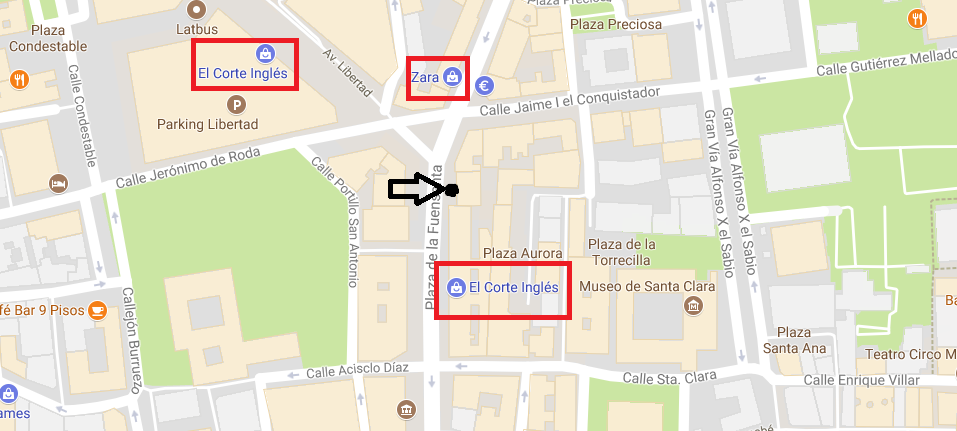 Latbus
Plaza
Condestable
El Corte Inglés
P
Parking Libertad
Av. Libertad
Zara
€
Plaza Preciosa
Calle Gutiérrez Mellado
Calle Jaime I el Conquistador
Calle Condestable
Calle Jerónimo de Roda
Calle Portillo San Antonio
Plaza de la Fuensanta
Gran Vía Alfonso X el Sabio
Gran Vía Alfonso X el Sabio
Plaza Aurora
Plaza de la
Torrecilla
El Corte Inglés
Museo de Santa Clara
M
fé Bar 9 Pisos
Callejón Burruezo
Plaza
Santa Ana
Ba
Teatro Circo M
Calle Acisclo Díaz
Calle Sta. Clara
Calle Enrique Villar
ames